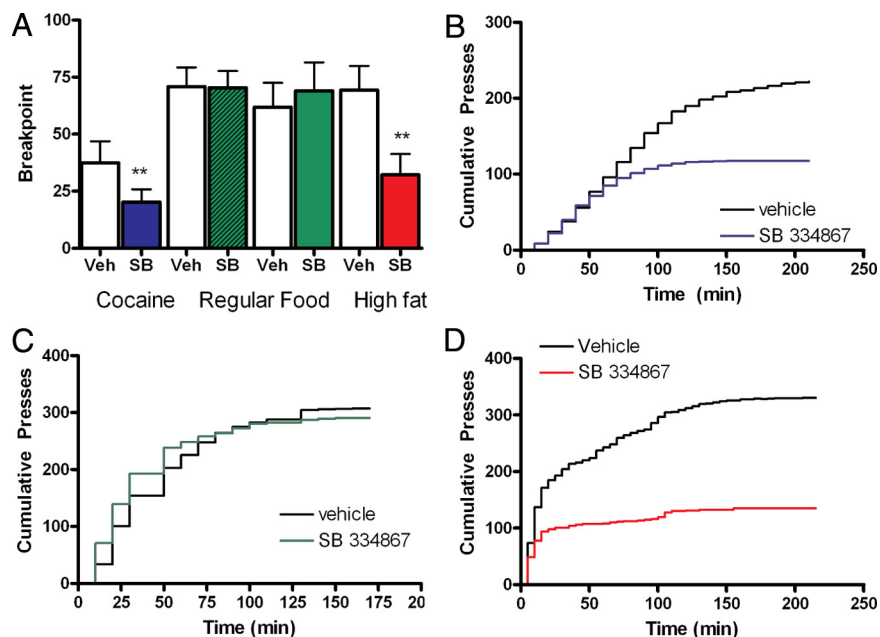 A
Breakpoint
100
75
50
25
0
**
**
Veh SB Veh SB Veh SB Veh SB
Cocaine Regular Food High fat
B
Cumulative Presses
300
200
100
0
vehicle
SB 334867
0 50 100 150 200 250
Time (min)
C
Cumulative Presses
400
300
200
100
0
vehicle
SB 334867
0 25 50 75 100 125 150 175 20
Time (min)
D
Vehicle
SB 334867
Cumulative Presses
400
300
200
100
0
0 50 100 150 200 250
Time (min)